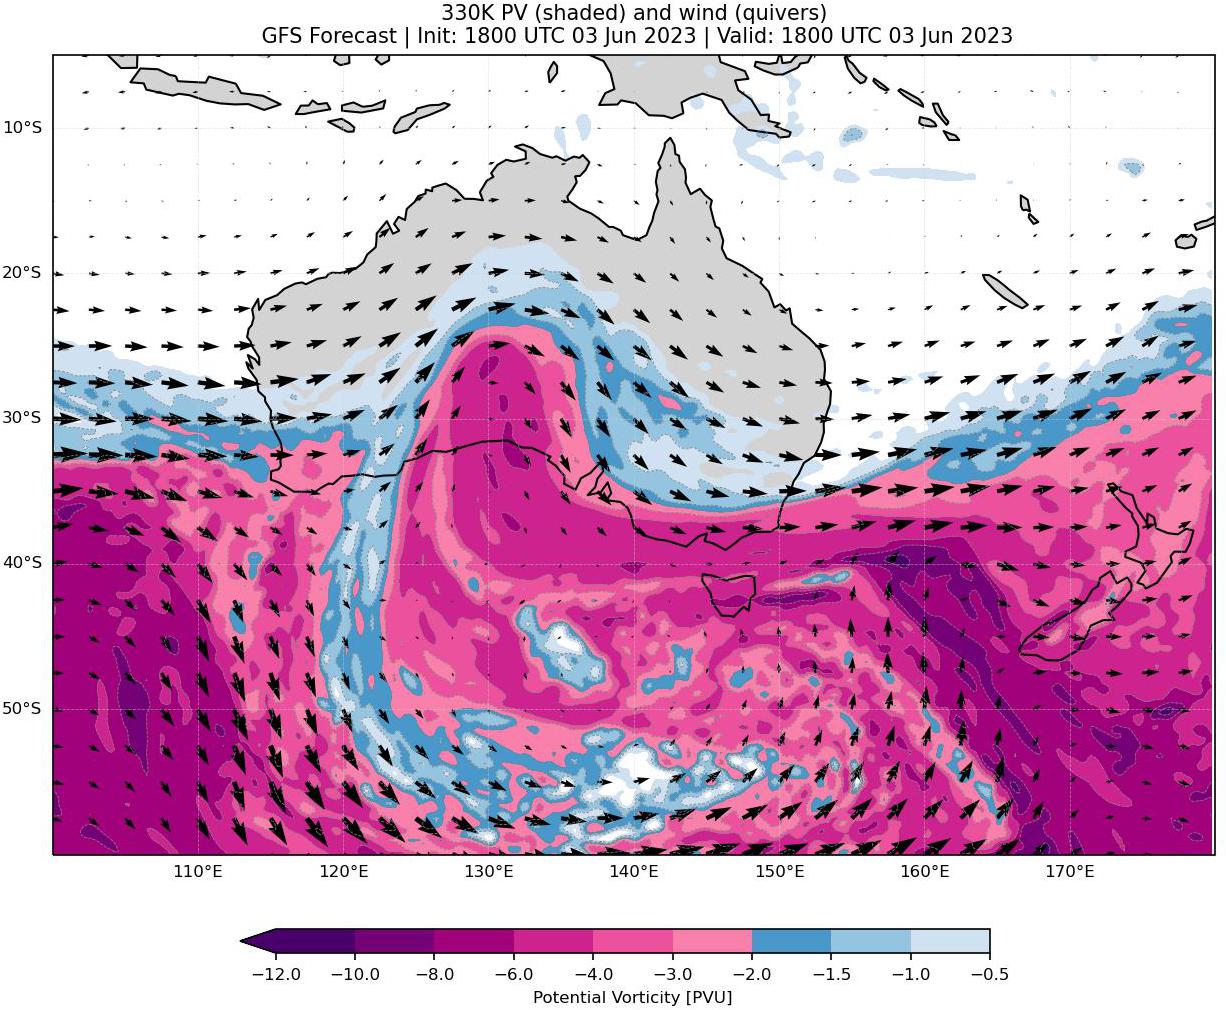 330K PV (shaded) and wind (quivers)
GFS Forecast | Init: 1800 UTC 03 Jun 2023 | Valid: 1800 UTC 03 Jun 2023
10°S
20°S
30°S
40°S
50°S
110°E 120°E 130°E 140°E 150°E 160°E 170°E
−12.0 −10.0 −8.0 −6.0 −4.0 −3.0 −2.0 −1.5 −1.0 −0.5
Potential Vorticity [PVU]